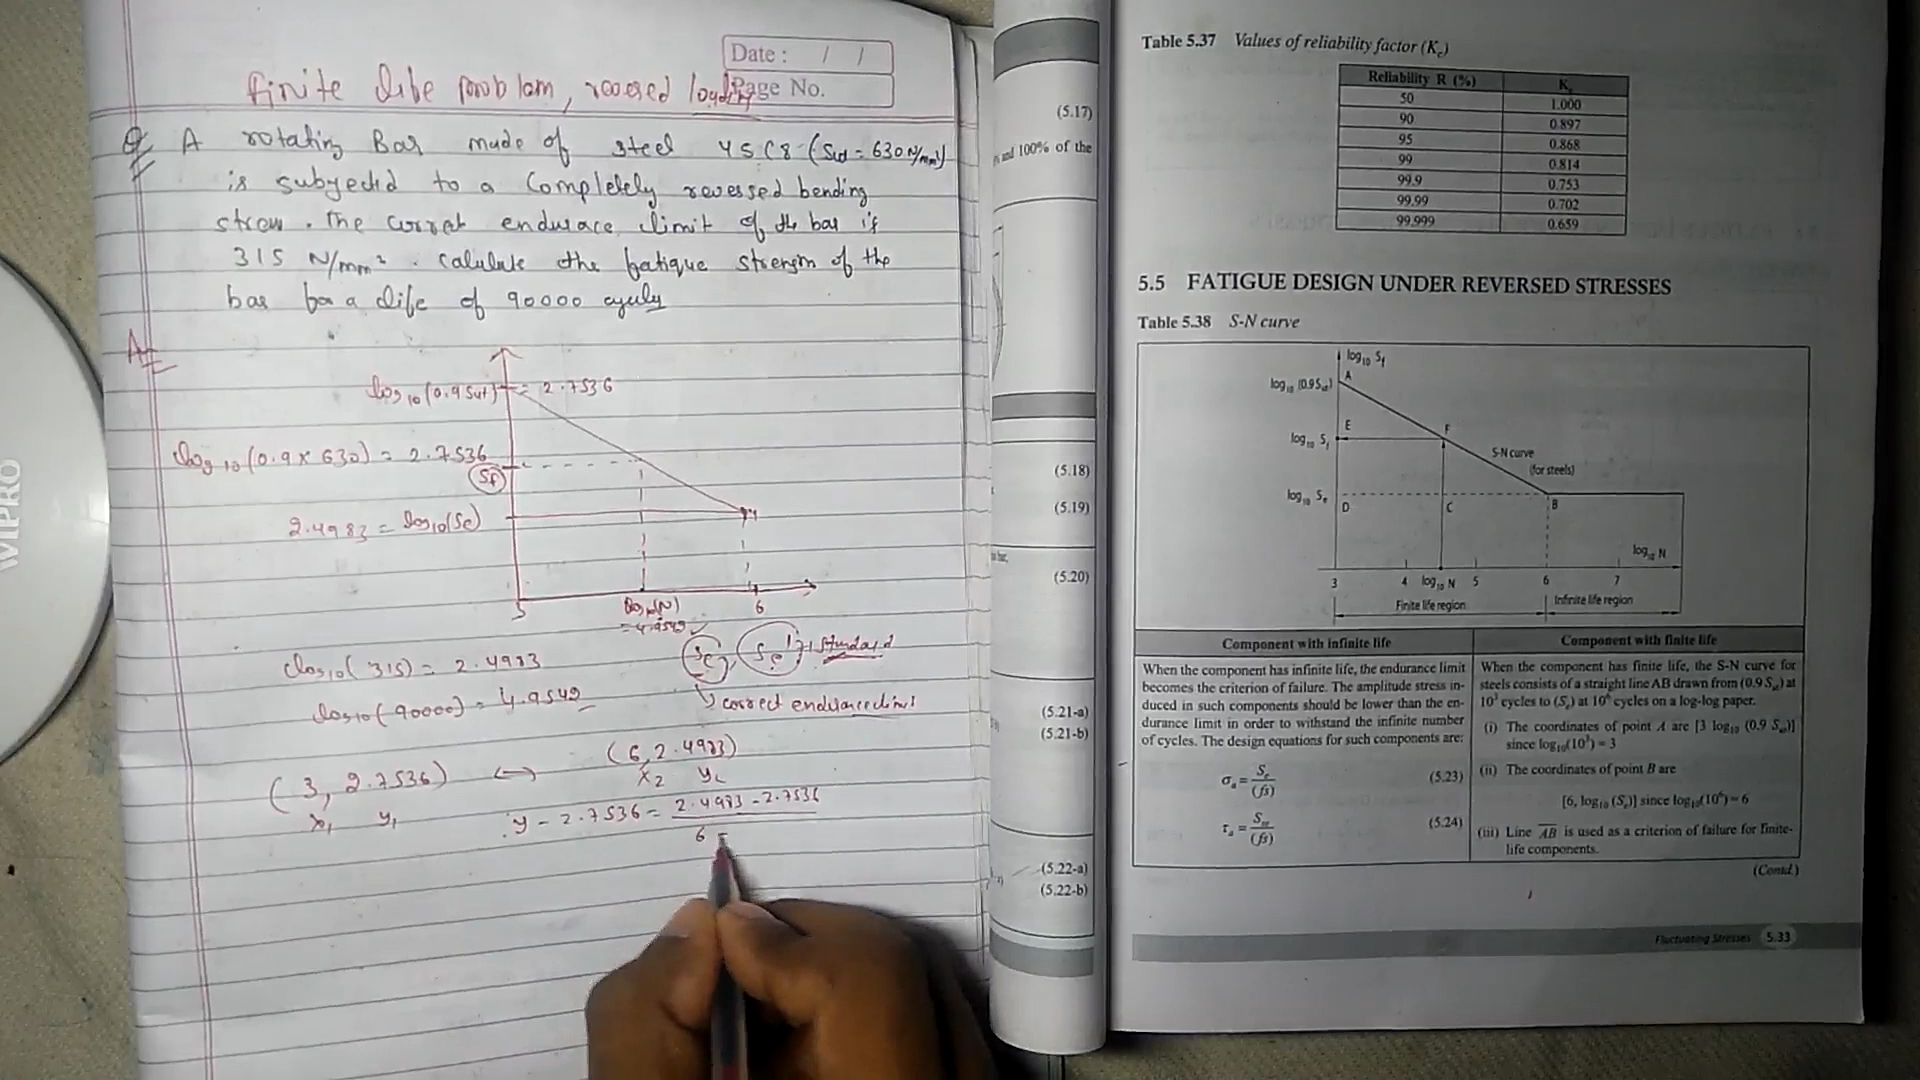 Date : / /
Page No.
finite life problem, reversed loading
Q A rotating Bar made of steel 45C8 (Sut = 630 N/mm²)
is subjected to a completely reversed bending
stress. The correct endurace limit of the bar is
315 N/mm². calulate the fatique strength of the
bar for a life of 90000 cycles
A
log10(0.9Sut) = 2.7536
log10(0.9 x 630) = 2.7536
Sf
2.4983 = log10(Se)
3 log10(N) 6
= 4.9542
log10(315) = 2.4983
Se, Se' → standard
log10(90000) = 4.9542
↳ correct endurance limit
(3, 2.7536) ↔ (6, 2.4983)
x1 y1 x2 y2
y - 2.7536 = 2.4983 - 2.7536
6 -
WIPRO
(5.17)
and 100% of the
(5.18)
(5.19)
(5.20)
(5.21-a)
(5.21-b)
(5.22-a)
(5.22-b)
Table 5.37 Values of reliability factor (Kc)
Reliability R (%) Kc
50 1.000
90 0.897
95 0.868
99 0.814
99.9 0.753
99.99 0.702
99.999 0.659
5.5 FATIGUE DESIGN UNDER REVERSED STRESSES
Table 5.38 S-N curve
log10 Sf
A
log10 (0.9Sut)
E
log10 Sf
F
S-N curve
(for steels)
log10 Se
D C B
log10 N
3 4 log10 N 5 6 7
Finite life region Infinite life region
Component with infinite life
When the component has infinite life, the endurance limit
becomes the criterion of failure. The amplitude stress in-
duced in such components should be lower than the en-
durance limit in order to withstand the infinite number
of cycles. The design equations for such components are:
σa = Se/(fs) (5.23)
τa = Sse/(fs) (5.24)
Component with finite life
When the component has finite life, the S-N curve for
steels consists of a straight line AB drawn from (0.9 Sut) at
10³ cycles to (Se) at 10⁶ cycles on a log-log paper.
(i) The coordinates of point A are [3 log10 (0.9 Sut)]
since log10(10³) = 3
(ii) The coordinates of point B are
[6, log10 (Se)] since log10(10⁶) = 6
(iii) Line AB is used as a criterion of failure for finite-
life components.
(Contd.)
Fluctuating Stresses 5.33